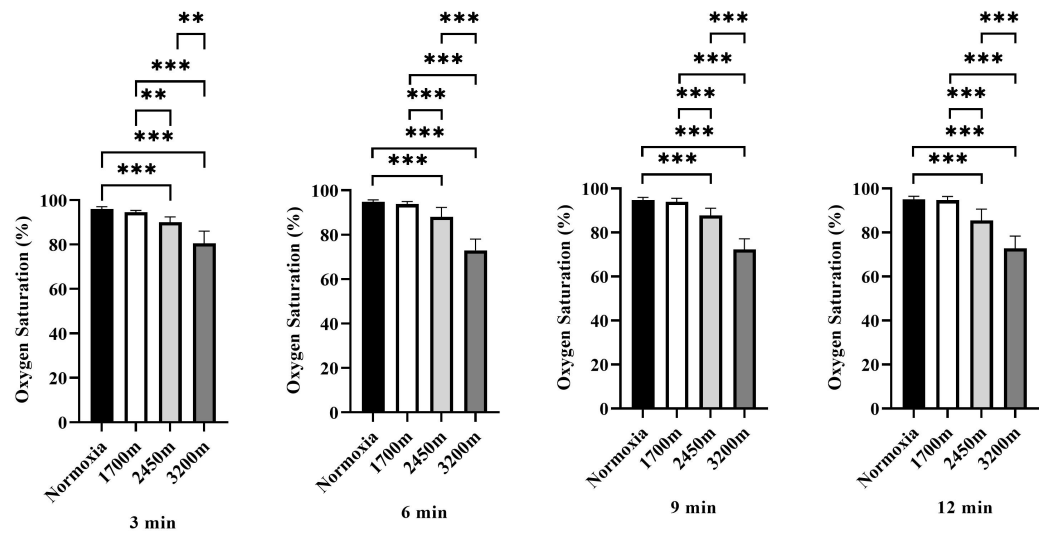 **
***
**
***
***
Oxygen Saturation (%)
100
80
60
40
20
0
Normoxia
1700m
2450m
3200m
3 min
***
***
***
***
***
Oxygen Saturation (%)
100
80
60
40
20
0
Normoxia
1700m
2450m
3200m
6 min
***
***
***
***
***
Oxygen Saturation (%)
100
80
60
40
20
0
Normoxia
1700m
2450m
3200m
9 min
***
***
***
***
***
Oxygen Saturation (%)
100
80
60
40
20
0
Normoxia
1700m
2450m
3200m
12 min